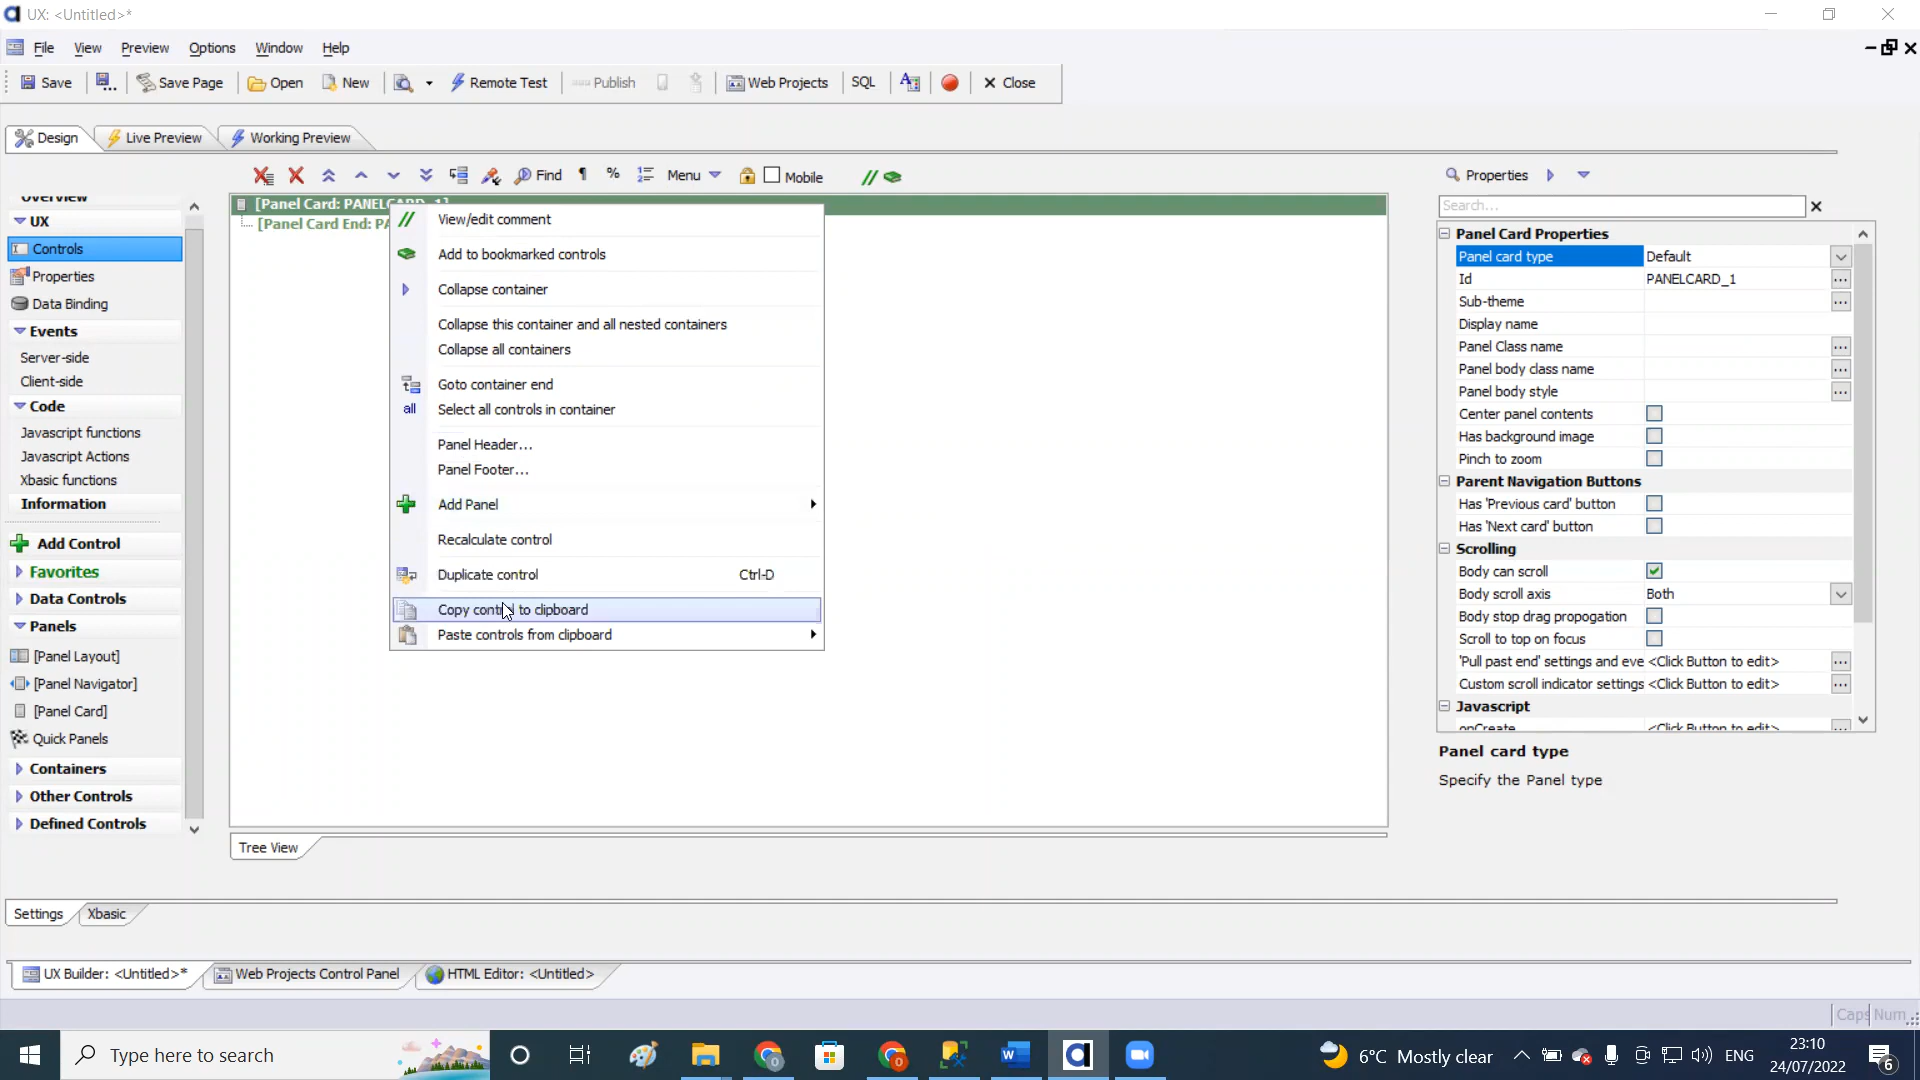 UX: <Untitled>*
File View Preview Options Window Help
Save Save Page Open New Remote Test Publish Web Projects SQL Close
Design Live Preview Working Preview
Find Menu Mobile
Properties
Search...
Overview
UX
Controls
Properties
Data Binding
Events
Server-side
Client-side
Code
Javascript functions
Javascript Actions
Xbasic functions
Information
Add Control
Favorites
Data Controls
Panels
[Panel Layout]
[Panel Navigator]
[Panel Card]
Quick Panels
Containers
Other Controls
Defined Controls
[Panel Card: PANELCARD_1]
[Panel Card End: PA
View/edit comment
Add to bookmarked controls
Collapse container
Collapse this container and all nested containers
Collapse all containers
Goto container end
all Select all controls in container
Panel Header...
Panel Footer...
Add Panel
Recalculate control
Duplicate control Ctrl-D
Copy control to clipboard
Paste controls from clipboard
Panel Card Properties
Panel card type Default
Id PANELCARD_1
Sub-theme
Display name
Panel Class name
Panel body class name
Panel body style
Center panel contents
Has background image
Pinch to zoom
Parent Navigation Buttons
Has 'Previous card' button
Has 'Next card' button
Scrolling
Body can scroll
Body scroll axis Both
Body stop drag propogation
Scroll to top on focus
'Pull past end' settings and eve <Click Button to edit>
Custom scroll indicator settings <Click Button to edit>
Javascript
onCreate <Click Button to edit>
Panel card type
Specify the Panel type
Tree View
Settings Xbasic
UX Builder: <Untitled>* Web Projects Control Panel HTML Editor: <Untitled>
Caps Num
Type here to search
6°C Mostly clear ENG
23:10
24/07/2022
6